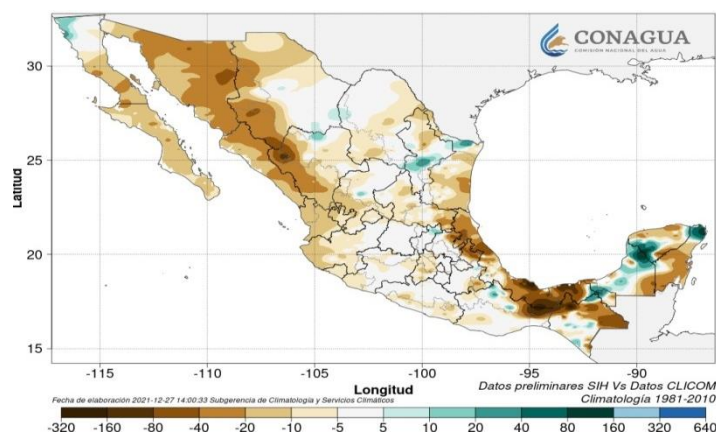 CONAGUA
COMISIÓN NACIONAL DEL AGUA
30
25
20
15
Latitud
-115 -110 -105 -100 -95 -90
Longitud
Datos preliminares SIH Vs Datos CLICOM
Fecha de elaboración 2021-12-27 14:00:33 Subgerencia de Climatología y Servicios Climáticos
Climatología 1981-2010
-320 -160 -80 -40 -20 -10 -5 5 10 20 40 80 160 320 640